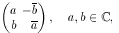 \begin{pmatrix} a & -\overline{b} \\ b & \overline{a} \end{pmatrix}, \quad a, b \in \mathbb{C},